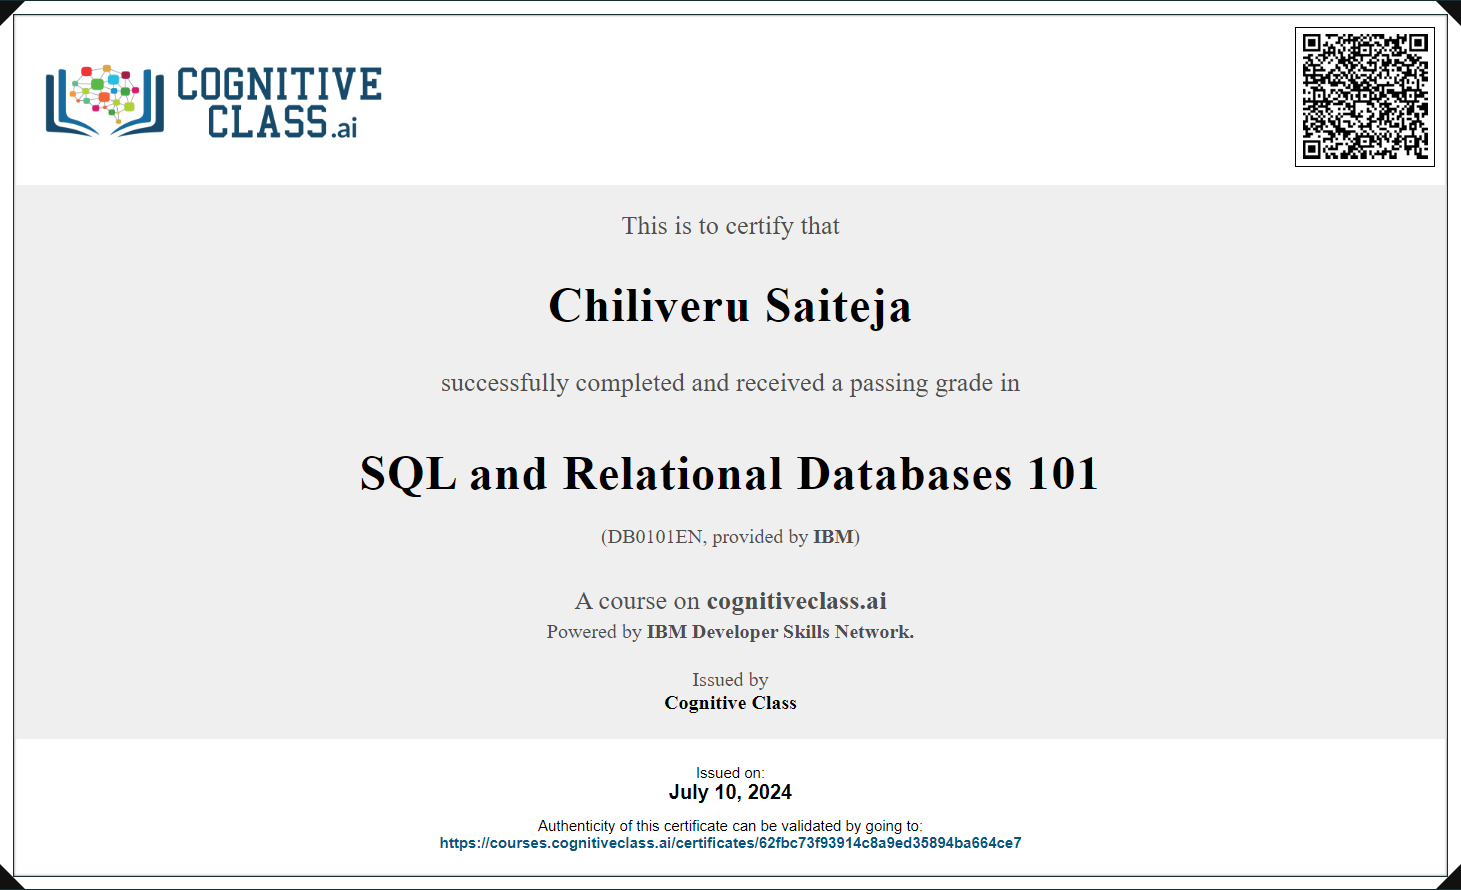 COGNITIVE
CLASS.ai
This is to certify that
Chiliveru Saiteja
successfully completed and received a passing grade in
SQL and Relational Databases 101
(DB0101EN, provided by IBM)
A course on cognitiveclass.ai
Powered by IBM Developer Skills Network.
Issued by
Cognitive Class
Issued on:
July 10, 2024
Authenticity of this certificate can be validated by going to:
https://courses.cognitiveclass.ai/certificates/62fbc73f93914c8a9ed35894ba664ce7